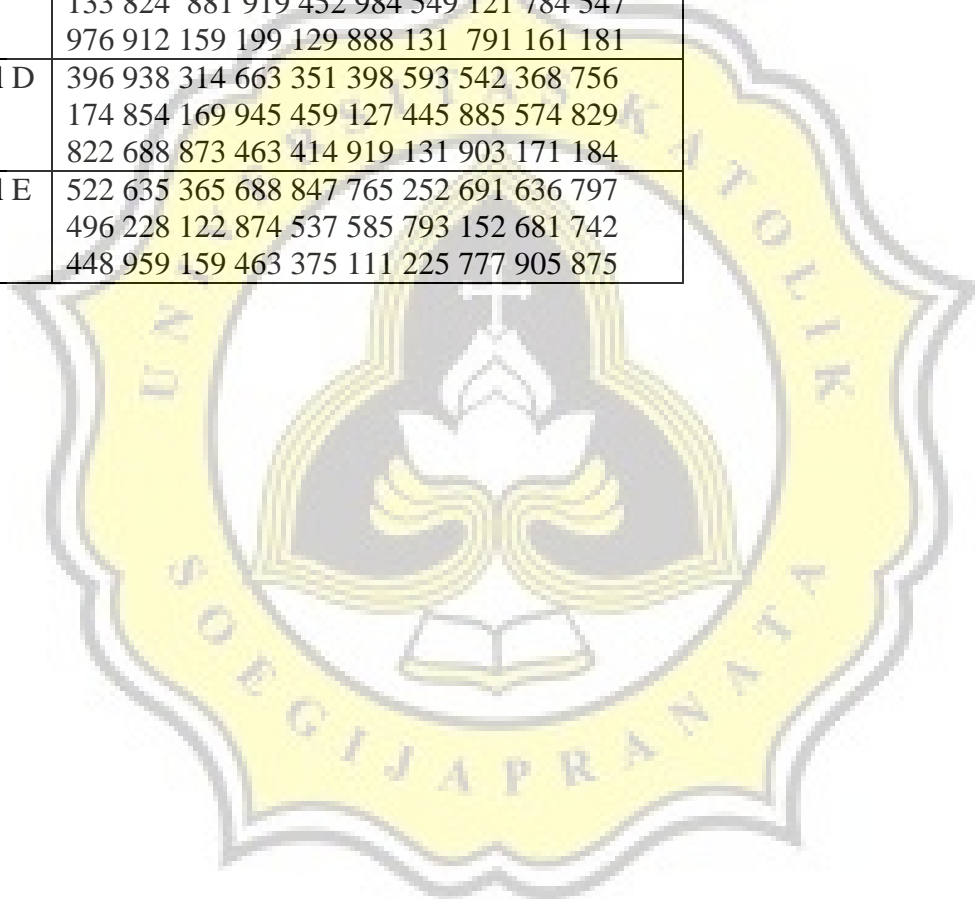 133 824 881 919 452 984 549 121 784 547
976 912 159 199 129 888 131 791 161 181
l D 396 938 314 663 351 398 593 542 368 756
174 854 169 945 459 127 445 885 574 829
822 688 873 463 414 919 131 903 171 184
l E 522 635 365 688 847 765 252 691 636 797
496 228 122 874 537 585 793 152 681 742
448 959 159 463 375 111 225 777 905 875
UNIVERSITAS KATOLIK
SOEGIJAPRANATA